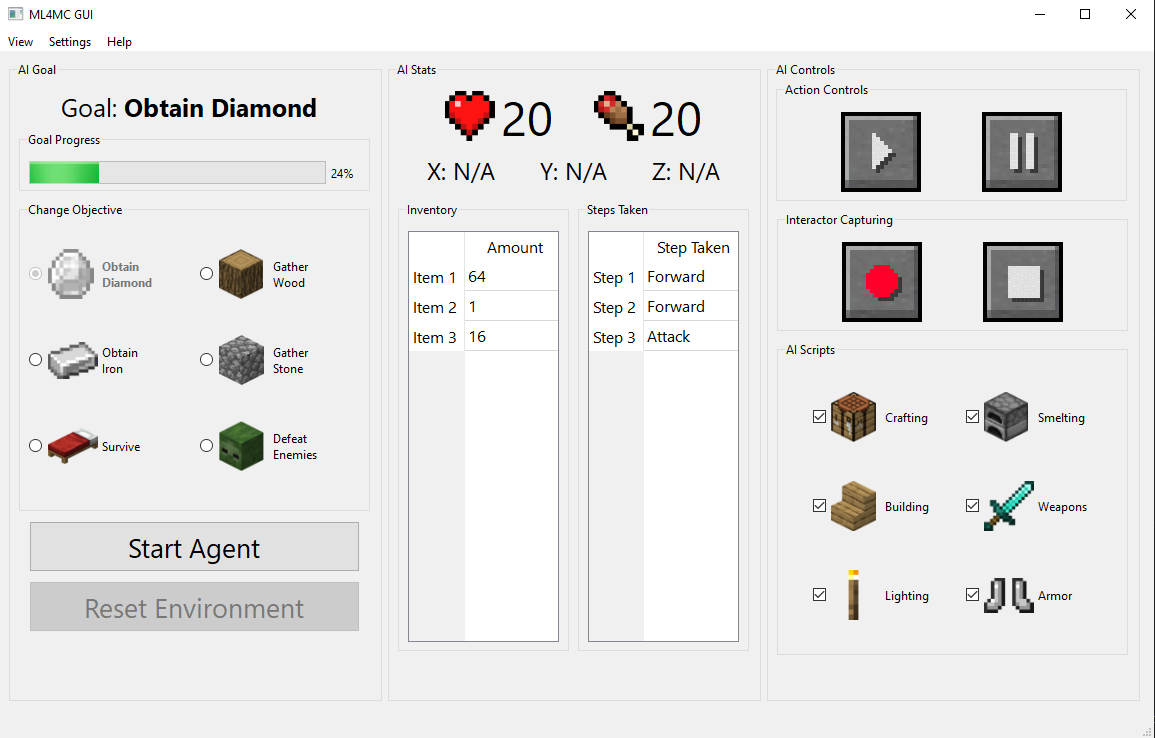 ML4MC GUI
View Settings Help
AI Goal
Goal: Obtain Diamond
Goal Progress
24%
Change Objective
Obtain
Diamond
Gather
Wood
Obtain
Iron
Gather
Stone
Survive
Defeat
Enemies
Start Agent
Reset Environment
AI Stats
20 20
X: N/A Y: N/A Z: N/A
Inventory
Amount
Item 1 64
Item 2 1
Item 3 16
Steps Taken
Step Taken
Step 1 Forward
Step 2 Forward
Step 3 Attack
AI Controls
Action Controls
Interactor Capturing
AI Scripts
Crafting Smelting
Building Weapons
Lighting Armor